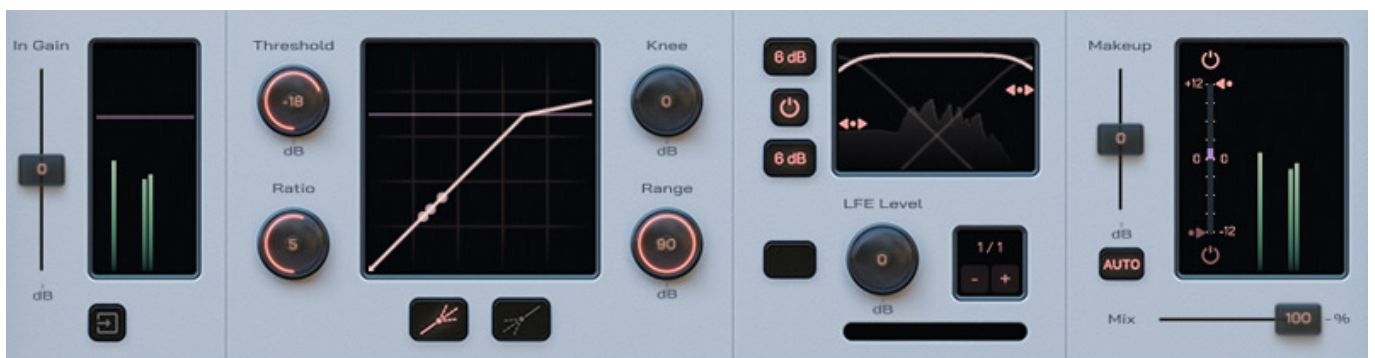 In Gain
0
dB
Threshold
-18
dB
Ratio
5
Knee
0
dB
Range
90
dB
6 dB
6 dB
LFE Level
0
dB
1/1
- +
Makeup
0
dB
AUTO
+12
0 0
-12
Mix 100 -%